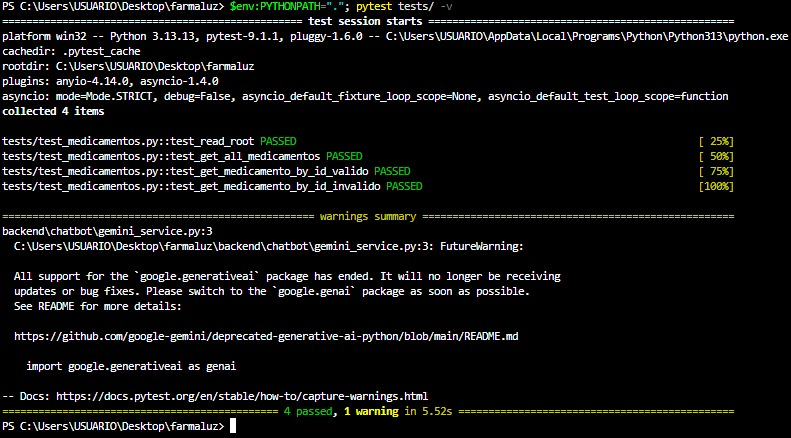 PS C:\Users\USUARIO\Desktop\farmaluz> $env:PYTHONPATH="."; pytest tests/ -v
================================================= test session starts =================================================
platform win32 -- Python 3.13.13, pytest-9.1.1, pluggy-1.6.0 -- C:\Users\USUARIO\AppData\Local\Programs\Python\Python313\python.exe
cachedir: .pytest_cache
rootdir: C:\Users\USUARIO\Desktop\farmaluz
plugins: anyio-4.14.0, asyncio-1.4.0
asyncio: mode=Mode.STRICT, debug=False, asyncio_default_fixture_loop_scope=None, asyncio_default_test_loop_scope=function
collected 4 items
tests/test_medicamentos.py::test_read_root PASSED [ 25%]
tests/test_medicamentos.py::test_get_all_medicamentos PASSED [ 50%]
tests/test_medicamentos.py::test_get_medicamento_by_id_valido PASSED [ 75%]
tests/test_medicamentos.py::test_get_medicamento_by_id_invalido PASSED [100%]
================================================== warnings summary ===================================================
backend\chatbot\gemini_service.py:3
C:\Users\USUARIO\Desktop\farmaluz\backend\chatbot\gemini_service.py:3: FutureWarning:
All support for the `google.generativeai` package has ended. It will no longer be receiving
updates or bug fixes. Please switch to the `google.genai` package as soon as possible.
See README for more details:
https://github.com/google-gemini/deprecated-generative-ai-python/blob/main/README.md
import google.generativeai as genai
-- Docs: https://docs.pytest.org/en/stable/how-to/capture-warnings.html
============================================ 4 passed, 1 warning in 5.52s =============================================
PS C:\Users\USUARIO\Desktop\farmaluz>